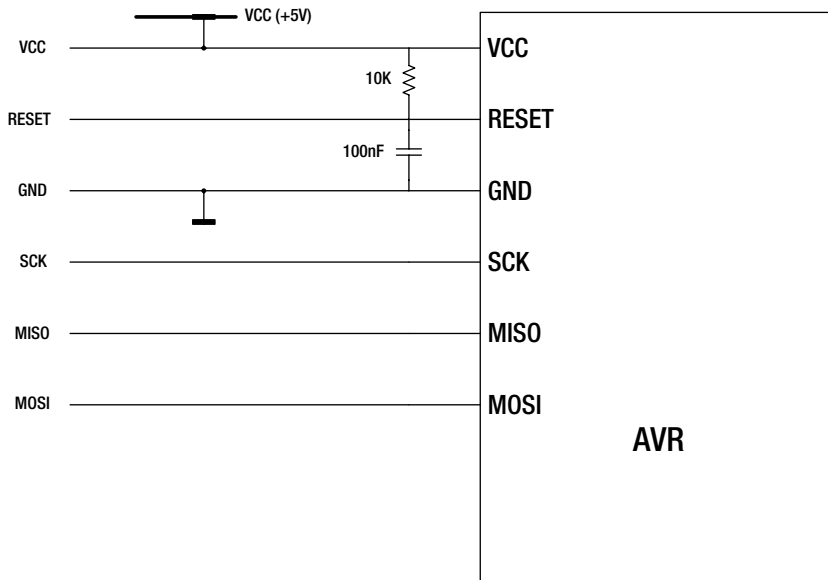 VCC (+5V)
VCC
VCC
10K
RESET
RESET
100nF
GND
GND
SCK
SCK
MISO
MISO
MOSI
MOSI
AVR